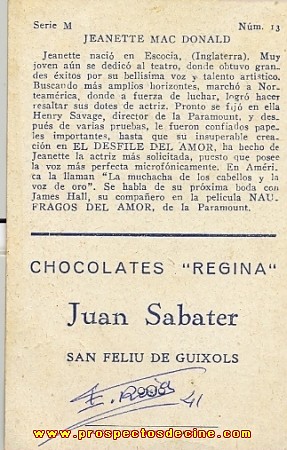 Serie M Núm. 13
JEANETTE MAC DONALD
Jeanette nació en Escocia, (Inglaterra). Muy
joven aún se dedicó al teatro, donde obtuvo gran-
des éxitos por su bellísima voz y talento artístico.
Buscando más amplios horizontes, marchó a Nor-
teamérica, donde a fuerza de luchar, logró hacer
resaltar sus dotes de actriz. Pronto se fijó en ella
Henry Savage, director de la Paramount, y des-
pués de varias pruebas, le fueron confiados pape-
les importantes, hasta que su insuperable crea-
ción en EL DESFILE DEL AMOR, ha hecho de
Jeanette la actriz más solicitada, puesto que posee
la voz más perfecta microfónicamente. En Améri-
ca la llaman "La muchacha de los cabellos y la
voz de oro". Se habla de su próxima boda con
James Hall, su compañero en la película NAU-
FRAGOS DEL AMOR, de la Paramount.
CHOCOLATES "REGINA"
Juan Sabater
SAN FELIU DE GUIXOLS
41
www.prospectosdecine.com